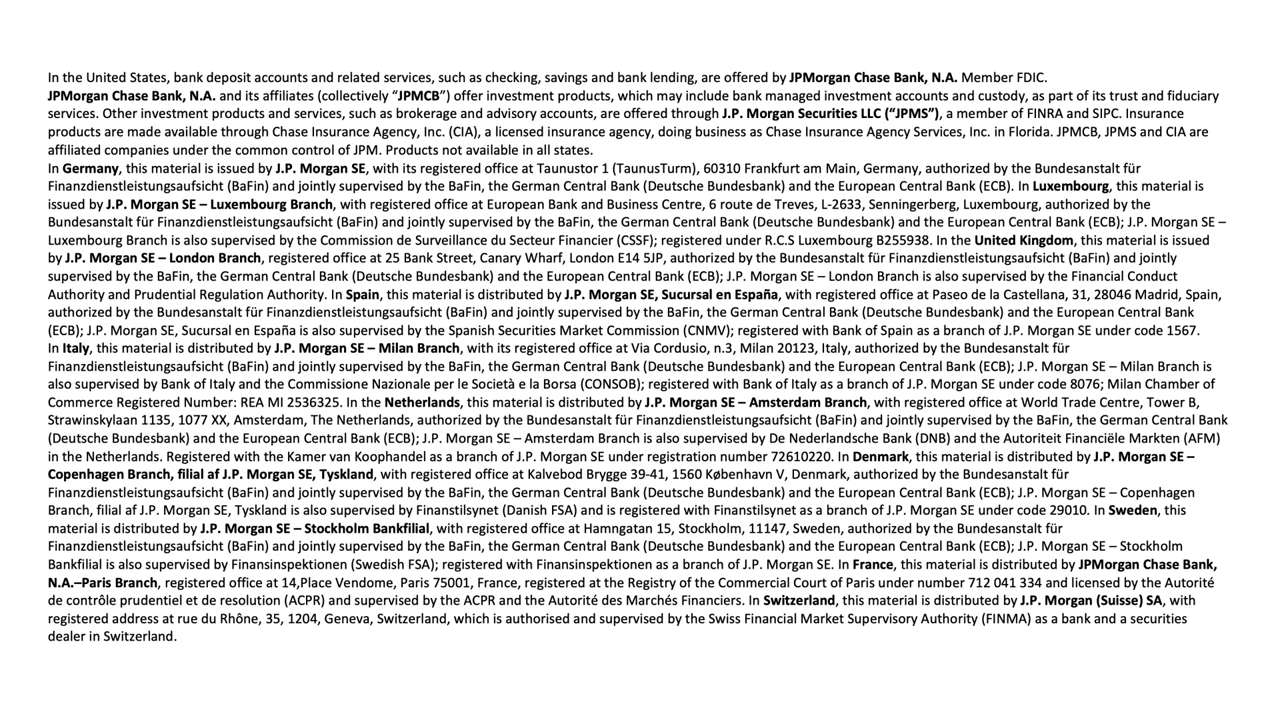 In the United States, bank deposit accounts and related services, such as checking, savings and bank lending, are offered by JPMorgan Chase Bank, N.A. Member FDIC.
JPMorgan Chase Bank, N.A. and its affiliates (collectively “JPMCB”) offer investment products, which may include bank managed investment accounts and custody, as part of its trust and fiduciary
services. Other investment products and services, such as brokerage and advisory accounts, are offered through J.P. Morgan Securities LLC (“JPMS”), a member of FINRA and SIPC. Insurance
products are made available through Chase Insurance Agency, Inc. (CIA), a licensed insurance agency, doing business as Chase Insurance Agency Services, Inc. in Florida. JPMCB, JPMS and CIA are
affiliated companies under the common control of JPM. Products not available in all states.
In Germany, this material is issued by J.P. Morgan SE, with its registered office at Taunustor 1 (TaunusTurm), 60310 Frankfurt am Main, Germany, authorized by the Bundesanstalt für
Finanzdienstleistungsaufsicht (BaFin) and jointly supervised by the BaFin, the German Central Bank (Deutsche Bundesbank) and the European Central Bank (ECB). In Luxembourg, this material is
issued by J.P. Morgan SE – Luxembourg Branch, with registered office at European Bank and Business Centre, 6 route de Treves, L-2633, Senningerberg, Luxembourg, authorized by the
Bundesanstalt für Finanzdienstleistungsaufsicht (BaFin) and jointly supervised by the BaFin, the German Central Bank (Deutsche Bundesbank) and the European Central Bank (ECB); J.P. Morgan SE –
Luxembourg Branch is also supervised by the Commission de Surveillance du Secteur Financier (CSSF); registered under R.C.S Luxembourg B255938. In the United Kingdom, this material is issued
by J.P. Morgan SE – London Branch, registered office at 25 Bank Street, Canary Wharf, London E14 5JP, authorized by the Bundesanstalt für Finanzdienstleistungsaufsicht (BaFin) and jointly
supervised by the BaFin, the German Central Bank (Deutsche Bundesbank) and the European Central Bank (ECB); J.P. Morgan SE – London Branch is also supervised by the Financial Conduct
Authority and Prudential Regulation Authority. In Spain, this material is distributed by J.P. Morgan SE, Sucursal en España, with registered office at Paseo de la Castellana, 31, 28046 Madrid, Spain,
authorized by the Bundesanstalt für Finanzdienstleistungsaufsicht (BaFin) and jointly supervised by the BaFin, the German Central Bank (Deutsche Bundesbank) and the European Central Bank
(ECB); J.P. Morgan SE, Sucursal en España is also supervised by the Spanish Securities Market Commission (CNMV); registered with Bank of Spain as a branch of J.P. Morgan SE under code 1567.
In Italy, this material is distributed by J.P. Morgan SE – Milan Branch, with its registered office at Via Cordusio, n.3, Milan 20123, Italy, authorized by the Bundesanstalt für
Finanzdienstleistungsaufsicht (BaFin) and jointly supervised by the BaFin, the German Central Bank (Deutsche Bundesbank) and the European Central Bank (ECB); J.P. Morgan SE – Milan Branch is
also supervised by Bank of Italy and the Commissione Nazionale per le Società e la Borsa (CONSOB); registered with Bank of Italy as a branch of J.P. Morgan SE under code 8076; Milan Chamber of
Commerce Registered Number: REA MI 2536325. In the Netherlands, this material is distributed by J.P. Morgan SE – Amsterdam Branch, with registered office at World Trade Centre, Tower B,
Strawinskylaan 1135, 1077 XX, Amsterdam, The Netherlands, authorized by the Bundesanstalt für Finanzdienstleistungsaufsicht (BaFin) and jointly supervised by the BaFin, the German Central Bank
(Deutsche Bundesbank) and the European Central Bank (ECB); J.P. Morgan SE – Amsterdam Branch is also supervised by De Nederlandsche Bank (DNB) and the Autoriteit Financiële Markten (AFM)
in the Netherlands. Registered with the Kamer van Koophandel as a branch of J.P. Morgan SE under registration number 72610220. In Denmark, this material is distributed by J.P. Morgan SE –
Copenhagen Branch, filial af J.P. Morgan SE, Tyskland, with registered office at Kalvebod Brygge 39-41, 1560 København V, Denmark, authorized by the Bundesanstalt für
Finanzdienstleistungsaufsicht (BaFin) and jointly supervised by the BaFin, the German Central Bank (Deutsche Bundesbank) and the European Central Bank (ECB); J.P. Morgan SE – Copenhagen
Branch, filial af J.P. Morgan SE, Tyskland is also supervised by Finanstilsynet (Danish FSA) and is registered with Finanstilsynet as a branch of J.P. Morgan SE under code 29010. In Sweden, this
material is distributed by J.P. Morgan SE – Stockholm Bankfilial, with registered office at Hamngatan 15, Stockholm, 11147, Sweden, authorized by the Bundesanstalt für
Finanzdienstleistungsaufsicht (BaFin) and jointly supervised by the BaFin, the German Central Bank (Deutsche Bundesbank) and the European Central Bank (ECB); J.P. Morgan SE – Stockholm
Bankfilial is also supervised by Finansinspektionen (Swedish FSA); registered with Finansinspektionen as a branch of J.P. Morgan SE. In France, this material is distributed by JPMorgan Chase Bank,
N.A.–Paris Branch, registered office at 14,Place Vendome, Paris 75001, France, registered at the Registry of the Commercial Court of Paris under number 712 041 334 and licensed by the Autorité
de contrôle prudentiel et de resolution (ACPR) and supervised by the ACPR and the Autorité des Marchés Financiers. In Switzerland, this material is distributed by J.P. Morgan (Suisse) SA, with
registered address at rue du Rhône, 35, 1204, Geneva, Switzerland, which is authorised and supervised by the Swiss Financial Market Supervisory Authority (FINMA) as a bank and a securities
dealer in Switzerland.